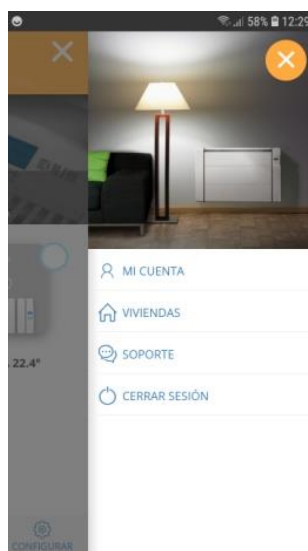 58% 12:29
MI CUENTA
VIVIENDAS
SOPORTE
22.4°
CERRAR SESIÓN
CONFIGURAR